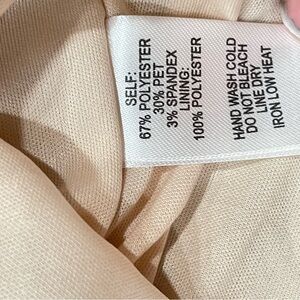 SELF:
67% POLYESTER
30% PET
3% SPANDEX
LINING:
100% POLYESTER
HAND WASH COLD
DO NOT BLEACH
LINE DRY
IRON LOW HEAT